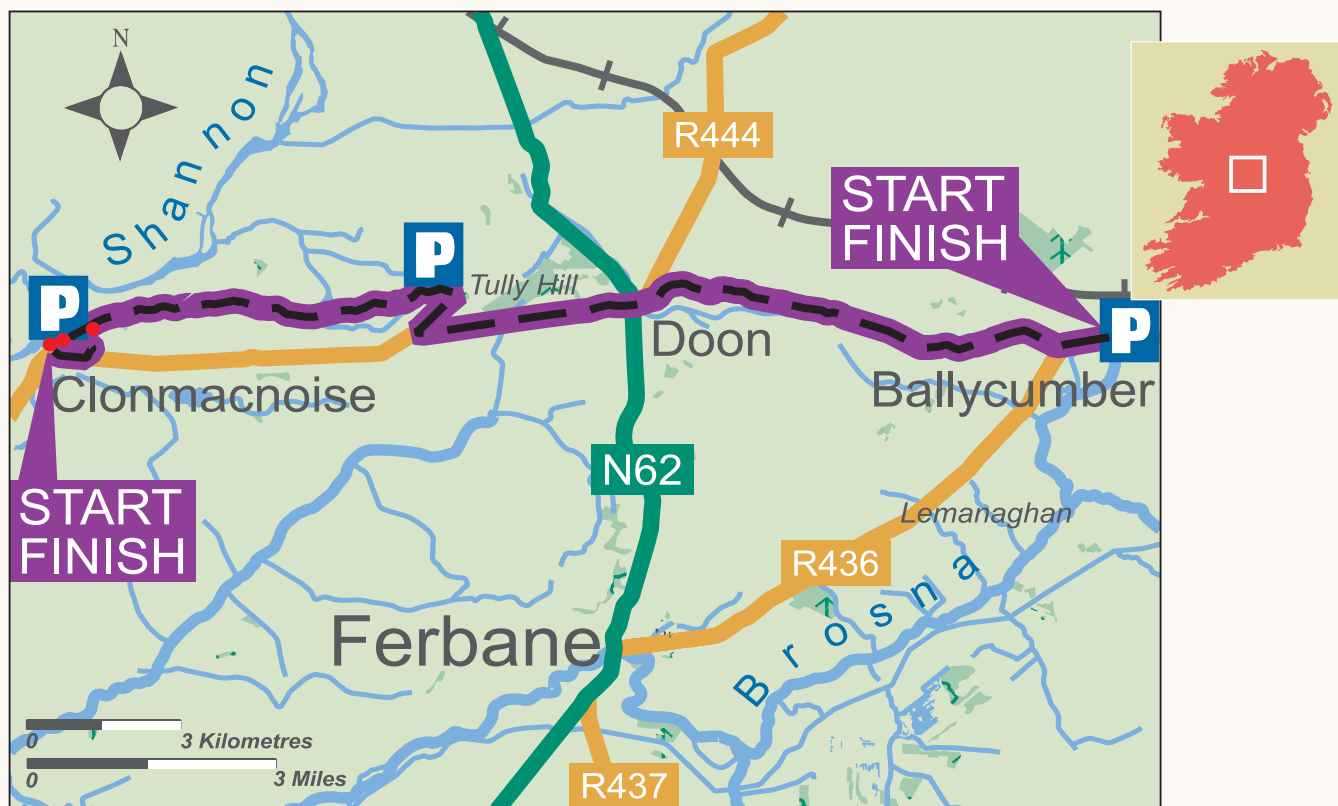 N
Shannon
R444
START
FINISH
P
Tully Hill
P
Doon
P
Clonmacnoise
Ballycumber
N62
START
FINISH
Lemanaghan
R436
Brosna
Ferbane
0 3 Kilometres
0 3 Miles
R437